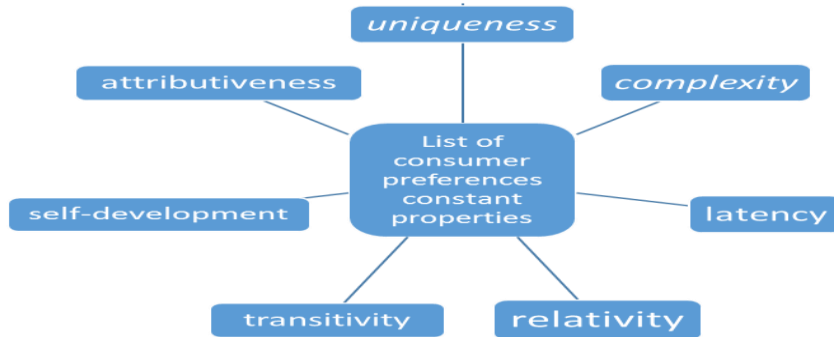 uniqueness
attributiveness
complexity
List of
consumer
preferences
constant
properties
self-development
latency
transitivity
relativity